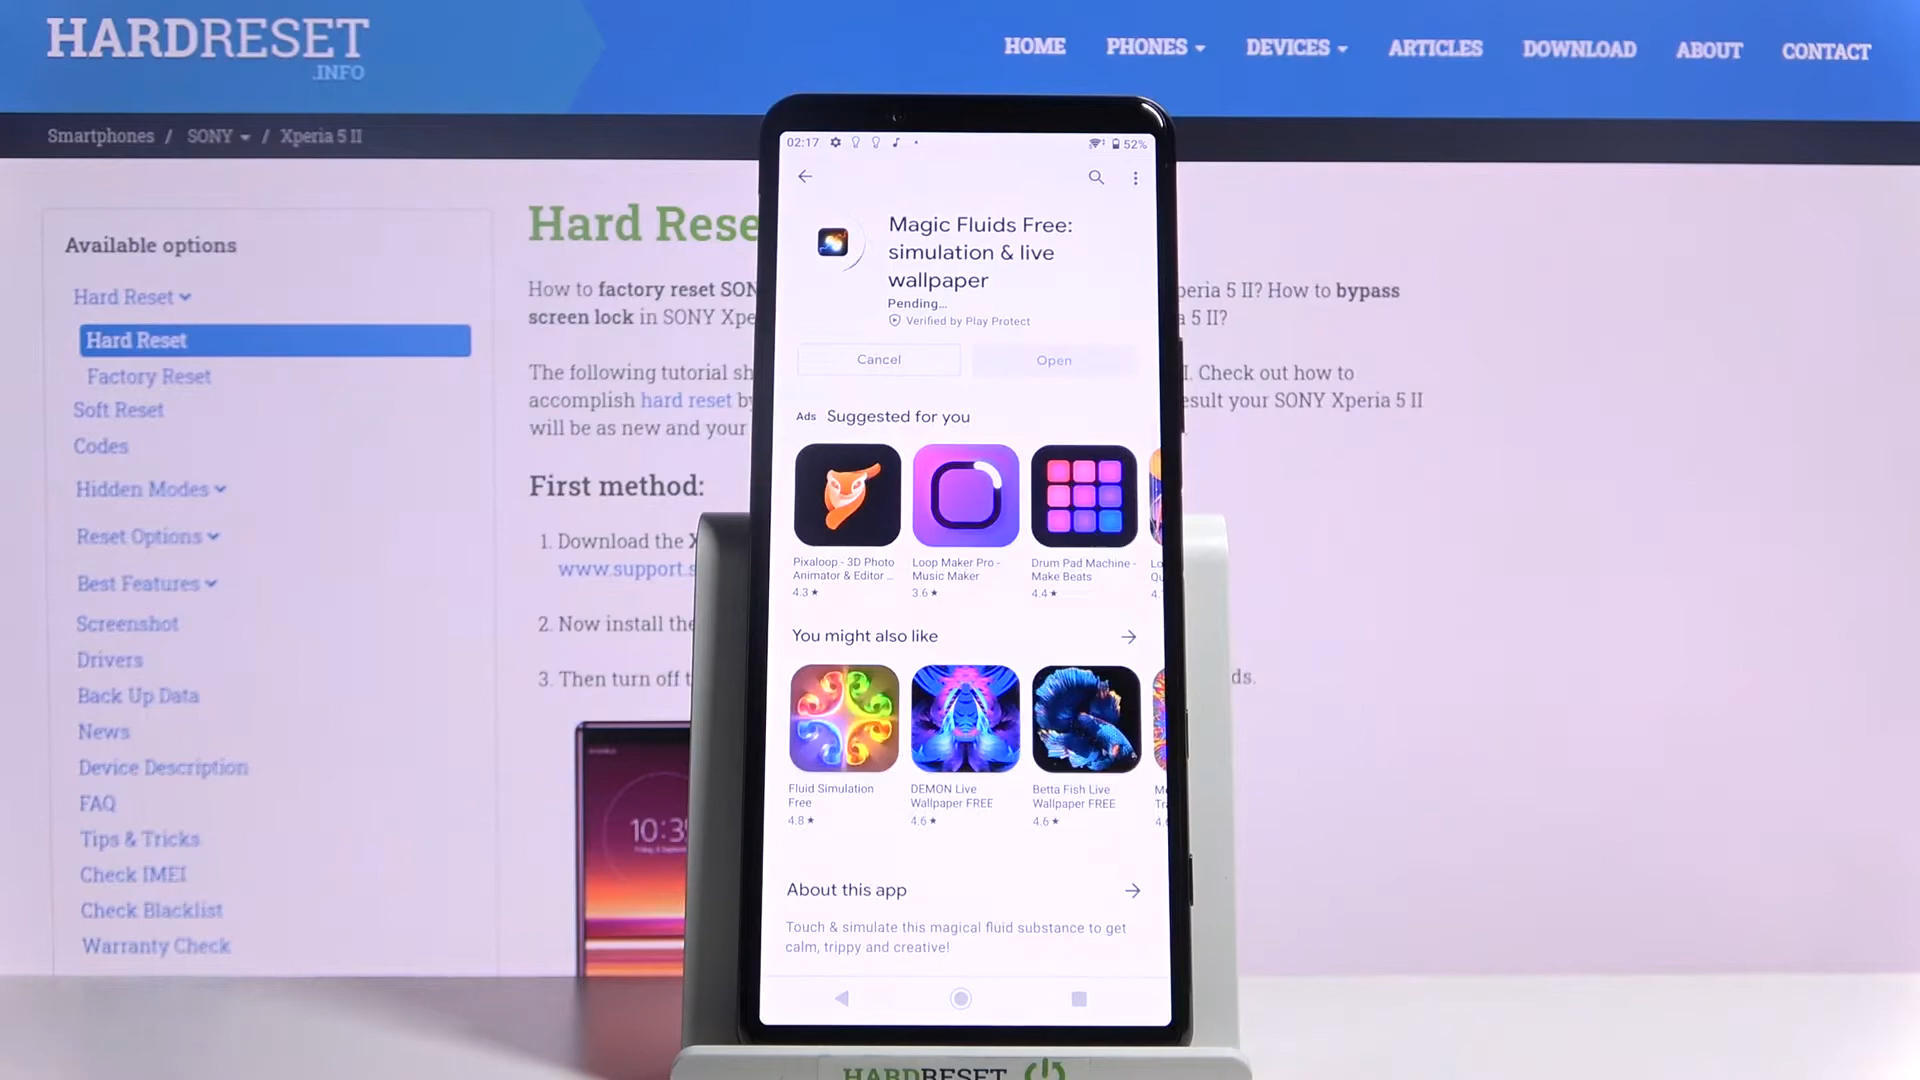 HARDRESET
.INFO
HOME PHONES DEVICES ARTICLES DOWNLOAD ABOUT CONTACT
Smartphones / SONY / Xperia 5 II
Available options
Hard Reset
Hard Reset
Factory Reset
Soft Reset
Codes
Hidden Modes
Reset Options
Best Features
Screenshot
Drivers
Back Up Data
News
Device Description
FAQ
Tips & Tricks
Check IMEI
Check Blacklist
Warranty Check
Hard Rese
How to factory reset SON
peria 5 II? How to bypass
screen lock in SONY Xpe
a 5 II?
The following tutorial sh
I. Check out how to
accomplish hard reset by
esult your SONY Xperia 5 II
will be as new and your
First method:
1. Download the X
www.support.s
2. Now install the
3. Then turn off t
ds.
02:17 52%
Magic Fluids Free:
simulation & live
wallpaper
Pending...
Verified by Play Protect
Cancel Open
Ads Suggested for you
Pixaloop - 3D Photo
Animator & Editor ...
4.3 ★
Loop Maker Pro -
Music Maker
3.6 ★
Drum Pad Machine -
Make Beats
4.4 ★
Lo
Qu
4.
You might also like
Fluid Simulation
Free
4.8 ★
DEMON Live
Wallpaper FREE
4.6 ★
Betta Fish Live
Wallpaper FREE
4.6 ★
Tr
4.6
About this app
Touch & simulate this magical fluid substance to get
calm, trippy and creative!
10:35
HARDRESET